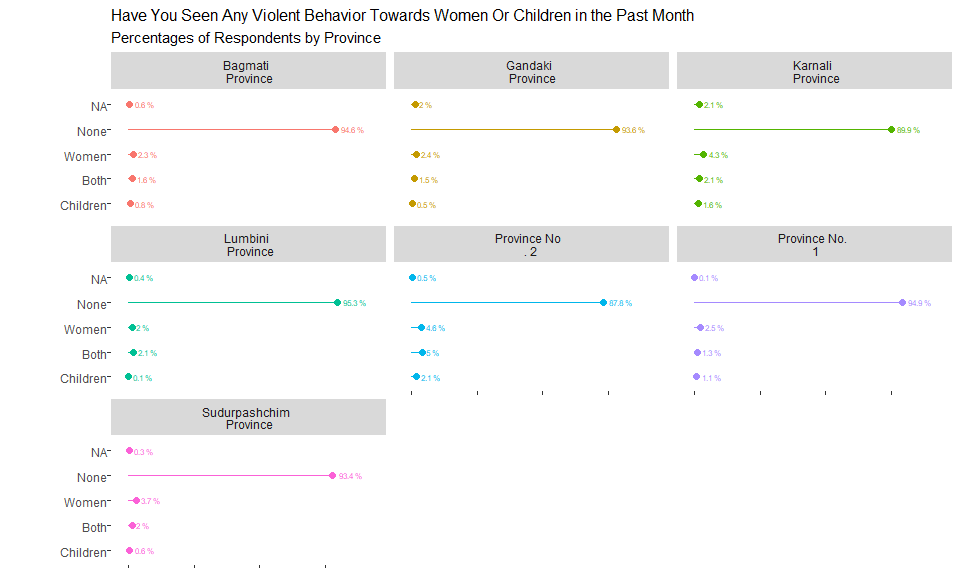 Have You Seen Any Violent Behavior Towards Women Or Children in the Past Month
Percentages of Respondents by Province
Bagmati
Province
Gandaki
Province
Karnali
Province
NA
0.6 %
2 %
2.1 %
None
94.6 %
93.6 %
89.9 %
Women
2.3 %
2.4 %
4.3 %
Both
1.6 %
1.5 %
2.1 %
Children
0.8 %
0.5 %
1.6 %
Lumbini
Province
Province No
. 2
Province No.
1
NA
0.4 %
0.5 %
0.1 %
None
95.3 %
87.8 %
94.9 %
Women
2 %
4.6 %
2.5 %
Both
2.1 %
5 %
1.3 %
Children
0.1 %
2.1 %
1.1 %
Sudurpashchim
Province
NA
0.3 %
None
93.4 %
Women
3.7 %
Both
2 %
Children
0.6 %